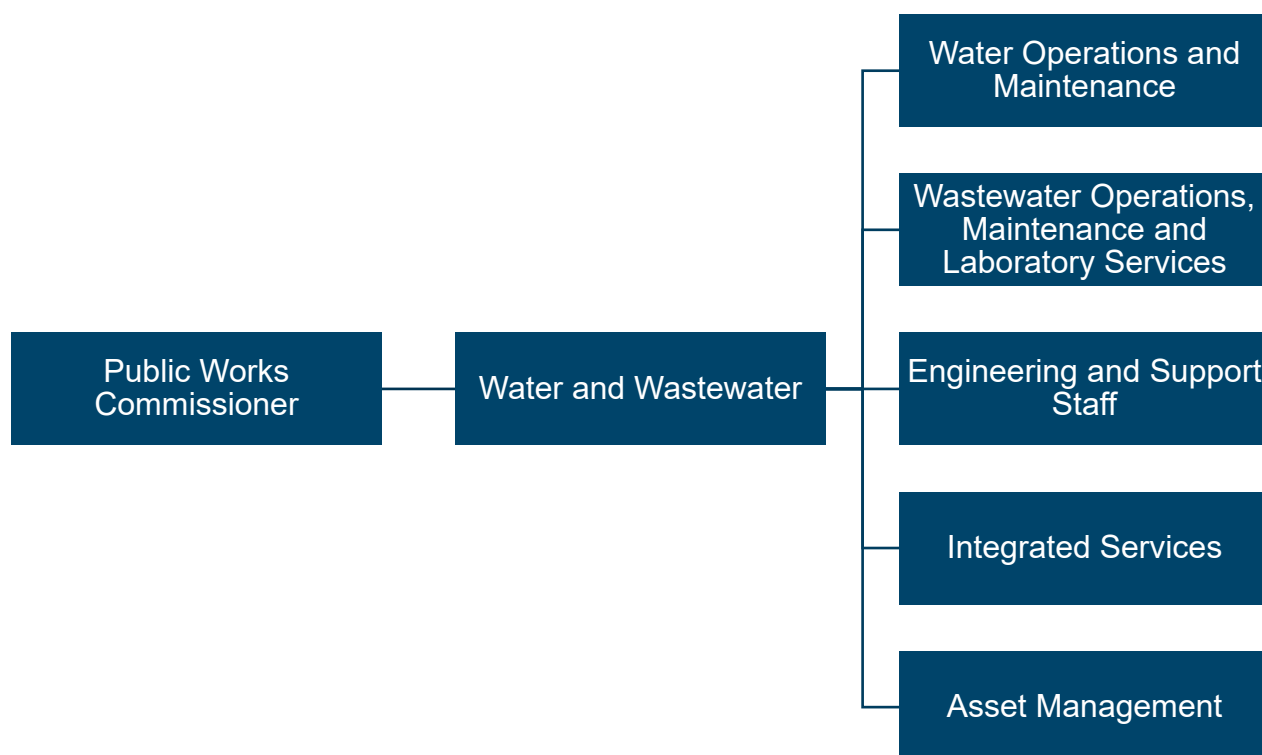 Water Operations and
Maintenance
Wastewater Operations,
Maintenance and
Laboratory Services
Public Works
Commissioner
Water and Wastewater
Engineering and Support
Staff
Integrated Services
Asset Management